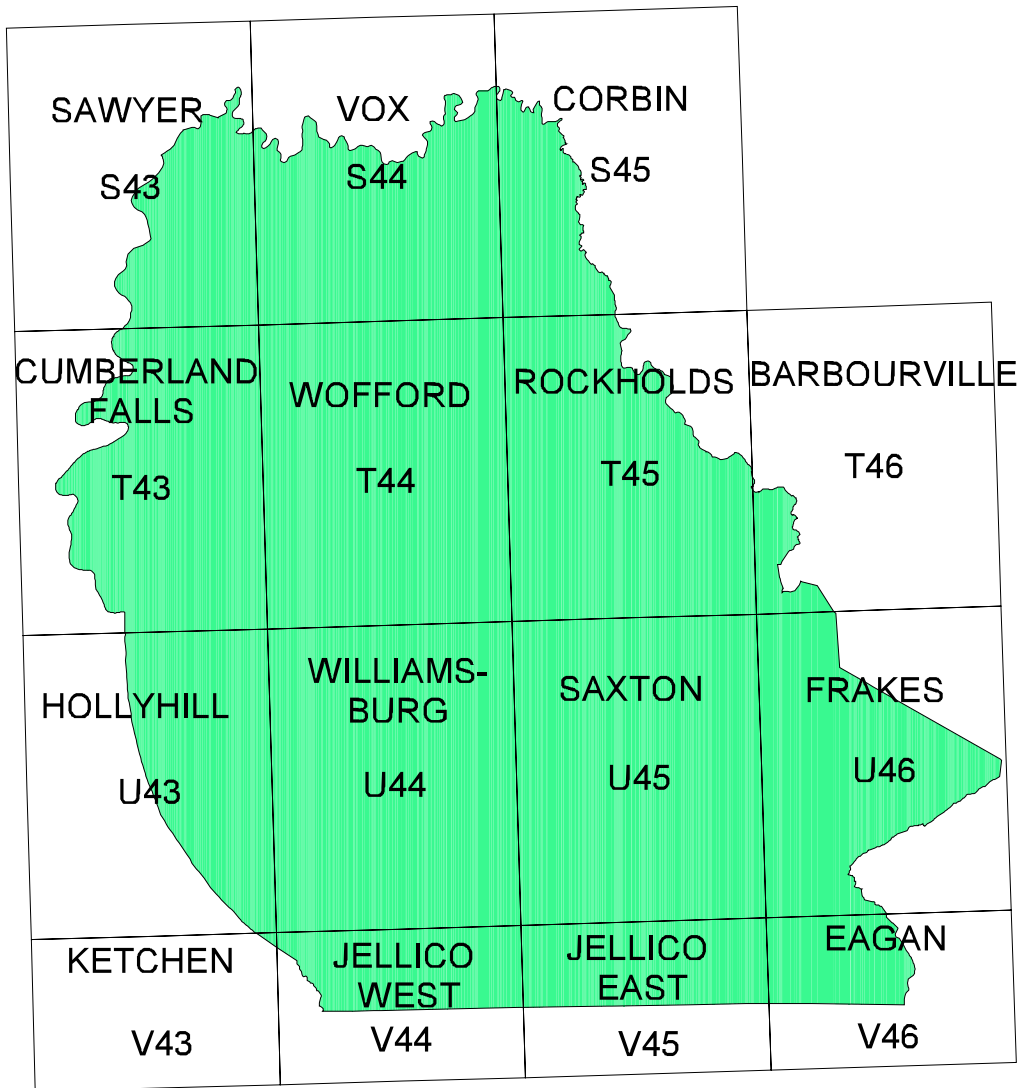 SAWYER
S43
VOX
S44
CORBIN
S45
CUMBERLAND
FALLS
T43
WOFFORD
T44
ROCKHOLDS
T45
BARBOURVILLE
T46
HOLLYHILL
U43
WILLIAMS-
BURG
U44
SAXTON
U45
FRAKES
U46
KETCHEN
V43
JELLICO
WEST
V44
JELLICO
EAST
V45
EAGAN
V46